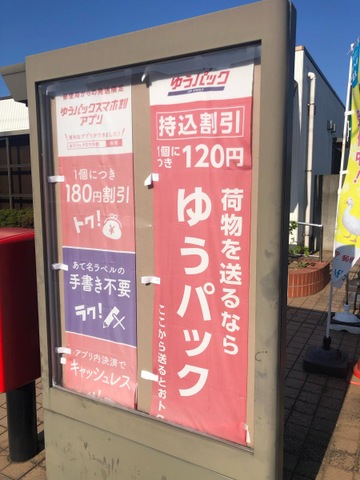 ゆうパックスマホ割
アプリ
1個につき
180円割引
トク!
あて名ラベルの
手書き不要
ラク!
アプリ内決済で
キャッシュレス
ゆうパック
持込割引
1個に
つき 120円
荷物を送るなら
ゆうパック
ここから送るとおト